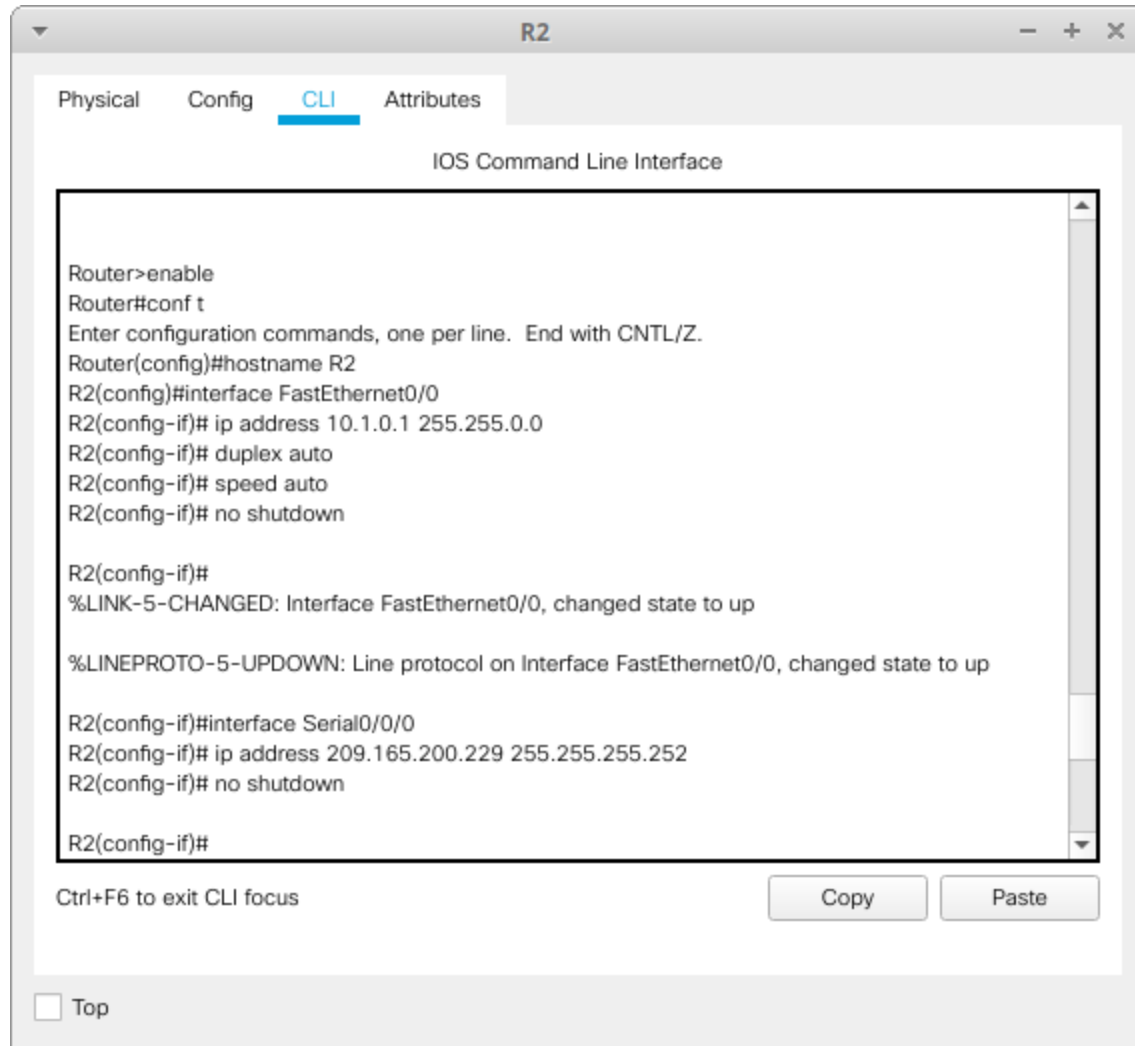 R2
Physical Config CLI Attributes
IOS Command Line Interface
Router>enable
Router#conf t
Enter configuration commands, one per line.  End with CNTL/Z.
Router(config)#hostname R2
R2(config)#interface FastEthernet0/0
R2(config-if)# ip address 10.1.0.1 255.255.0.0
R2(config-if)# duplex auto
R2(config-if)# speed auto
R2(config-if)# no shutdown
R2(config-if)#
%LINK-5-CHANGED: Interface FastEthernet0/0, changed state to up
%LINEPROTO-5-UPDOWN: Line protocol on Interface FastEthernet0/0, changed state to up
R2(config-if)#interface Serial0/0/0
R2(config-if)# ip address 209.165.200.229 255.255.255.252
R2(config-if)# no shutdown
R2(config-if)#
Ctrl+F6 to exit CLI focus
Copy Paste
Top